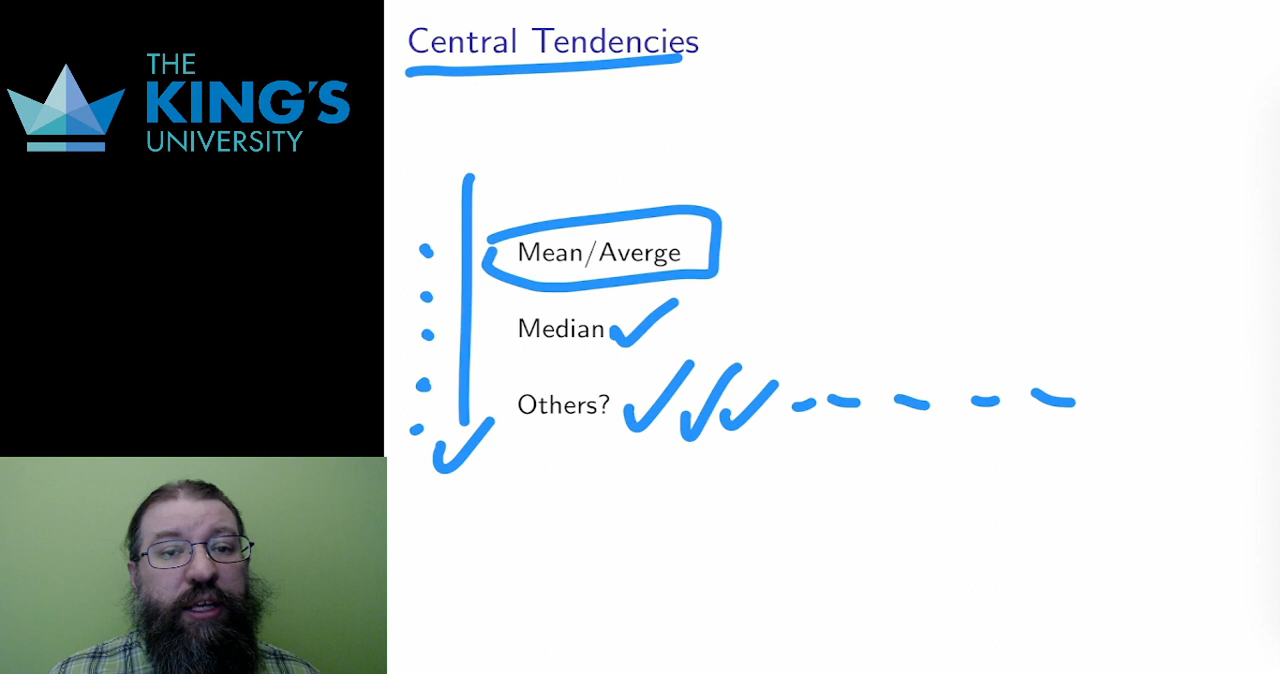 THE
KING'S
UNIVERSITY
Central Tendencies
Mean/Averge
Median
Others?